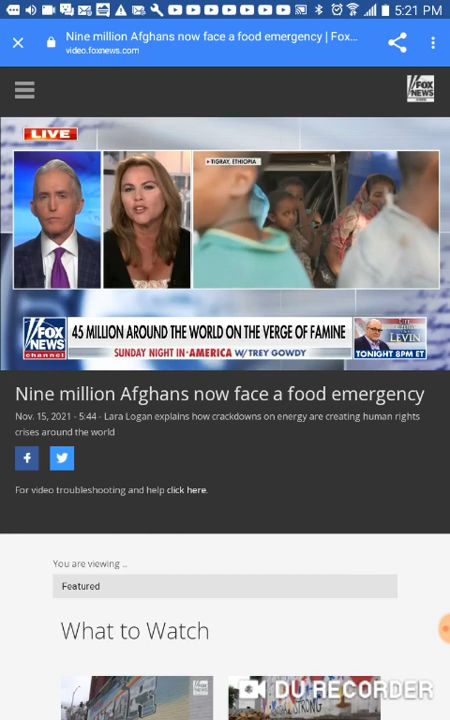 5:21 PM
Nine million Afghans now face a food emergency | Fox...
video.foxnews.com
FOX
NEWS
LIVE
TIGRAY, ETHIOPIA
FOX
NEWS
channel
45 MILLION AROUND THE WORLD ON THE VERGE OF FAMINE
SUNDAY NIGHT IN AMERICA W/TREY GOWDY
LEVIN
TONIGHT 8PM ET
Nine million Afghans now face a food emergency
Nov. 15, 2021 - 5:44 - Lara Logan explains how crackdowns on energy are creating human rights
crises around the world
For video troubleshooting and help click here.
You are viewing ...
Featured
What to Watch
FOX
NEWS
STRONG
DU RECORDER